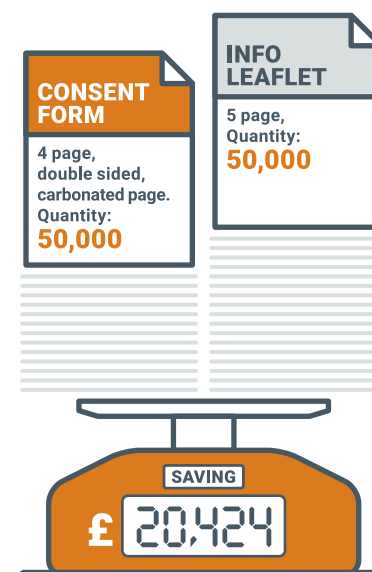 CONSENT
FORM
4 page,
double sided,
carbonated page.
Quantity:
50,000
INFO
LEAFLET
5 page,
Quantity:
50,000
SAVING
£ 20,424